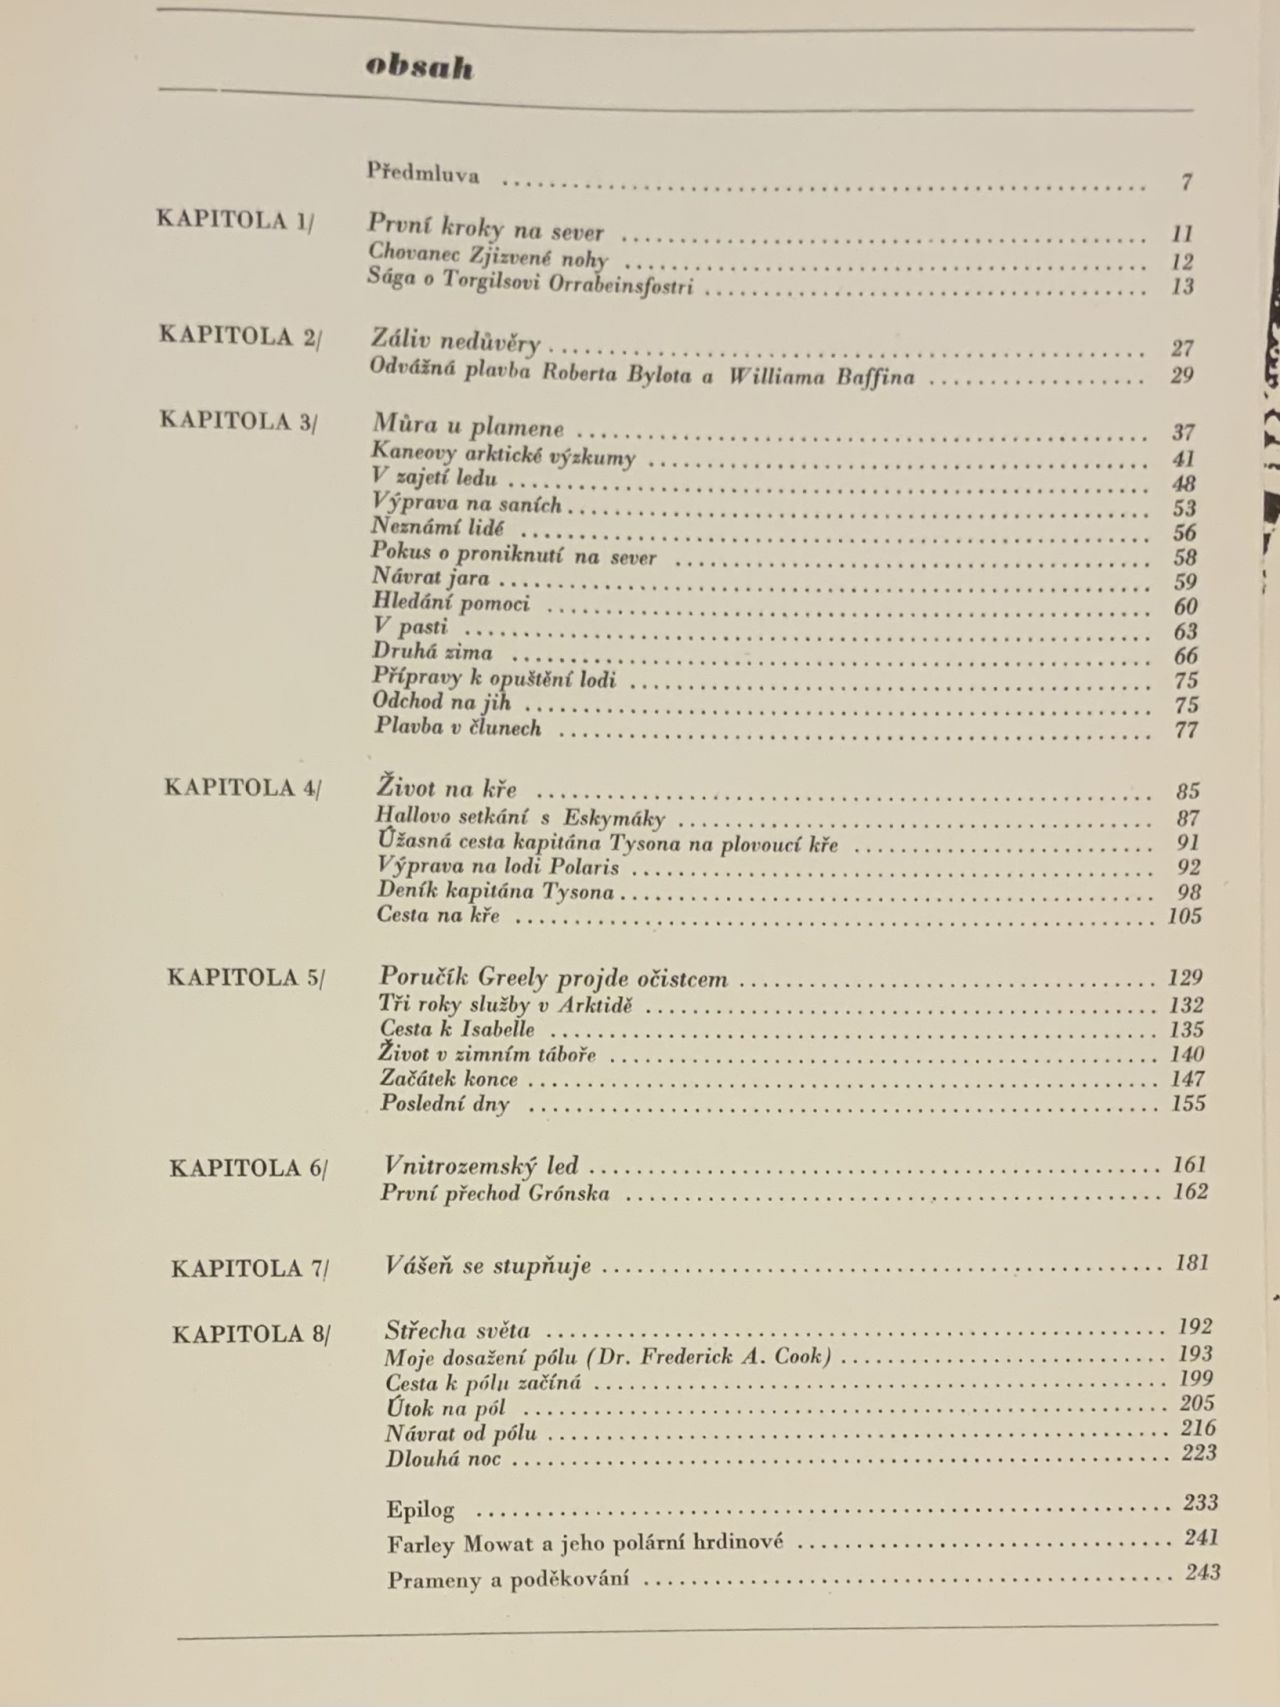 obsah
Předmluva 7
KAPITOLA 1/ První kroky na sever 11
Chovanec Zjizvené nohy 12
Sága o Torgilsovi Orrabeinsfostri 13
KAPITOLA 2/ Záliv nedůvěry 27
Odvážná plavba Roberta Bylota a Williama Baffina 29
KAPITOLA 3/ Můra u plamene 37
Kaneovy arktické výzkumy 41
V zajetí ledu 48
Výprava na saních 53
Neznámí lidé 56
Pokus o proniknutí na sever 58
Návrat jara 59
Hledání pomoci 60
V pasti 63
Druhá zima 66
Přípravy k opuštění lodi 75
Odchod na jih 75
Plavba v člunech 77
KAPITOLA 4/ Život na kře 85
Hallovo setkání s Eskymáky 87
Úžasná cesta kapitána Tysona na plovoucí kře 91
Výprava na lodi Polaris 92
Deník kapitána Tysona 98
Cesta na kře 105
KAPITOLA 5/ Poručík Greely projde očistcem 129
Tři roky služby v Arktidě 132
Cesta k Isabelle 135
Život v zimním táboře 140
Začátek konce 147
Poslední dny 155
KAPITOLA 6/ Vnitrozemský led 161
První přechod Grónska 162
KAPITOLA 7/ Vášeň se stupňuje 181
KAPITOLA 8/ Střecha světa 192
Moje dosažení pólu (Dr. Frederick A. Cook) 193
Cesta k pólu začíná 199
Útok na pól 205
Návrat od pólu 216
Dlouhá noc 223
Epilog 233
Farley Mowat a jeho polární hrdinové 241
Prameny a poděkování 243